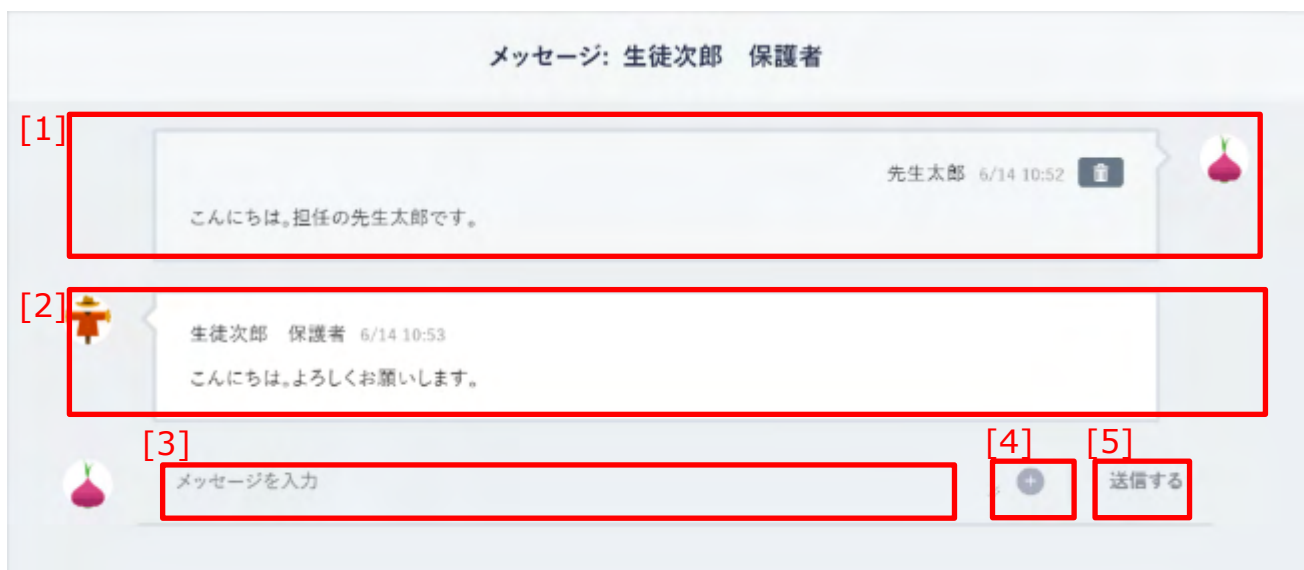 メッセージ: 生徒次郎　保護者
[1]
先生太郎 6/14 10:52
こんにちは。担任の先生太郎です。
[2]
生徒次郎　保護者 6/14 10:53
こんにちは。よろしくお願いします。
[3] [4] [5]
メッセージを入力 送信する